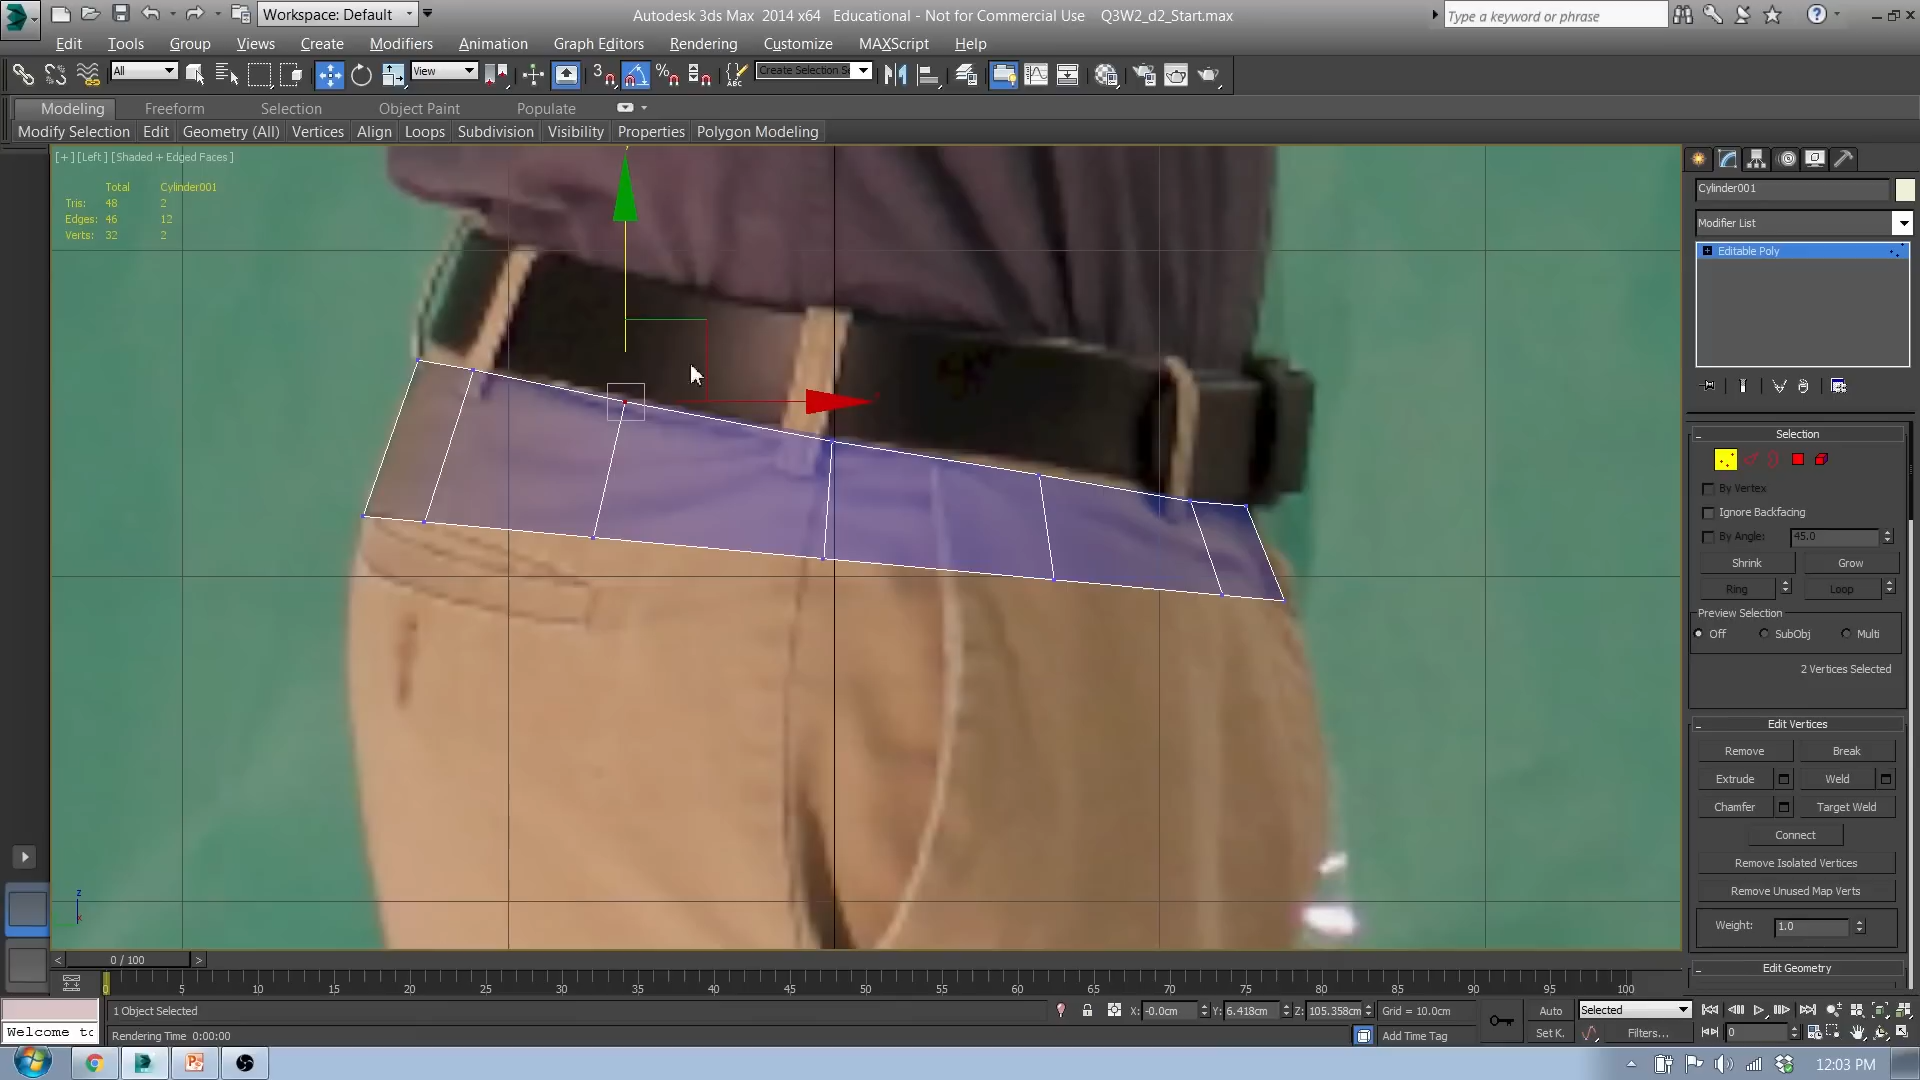 Workspace: Default
Autodesk 3ds Max 2014 x64 Educational - Not for Commercial Use Q3W2_d2_Start.max
Type a keyword or phrase
Edit Tools Group Views Create Modifiers Animation Graph Editors Rendering Customize MAXScript Help
All View 3 ABC Create Selection Se
Modeling Freeform Selection Object Paint Populate
Modify Selection Edit Geometry (All) Vertices Align Loops Subdivision Visibility Properties Polygon Modeling
[+] [Left] [Shaded + Edged Faces ]
Total Cylinder001
Tris: 48 2
Edges: 46 12
Verts: 32 2
z
Cylinder001
Modifier List
Editable Poly
Selection
By Vertex
Ignore Backfacing
By Angle: 45.0
Shrink Grow
Ring Loop
Preview Selection
Off SubObj Multi
2 Vertices Selected
Edit Vertices
Remove Break
Extrude Weld
Chamfer Target Weld
Connect
Remove Isolated Vertices
Remove Unused Map Verts
Weight: 1.0
Edit Geometry
< 0 / 100 >
0 5 10 15 20 25 30 35 40 45 50 55 60 65 70 75 80 85 90 95 100
1 Object Selected X: -0.0cm Y: 6.418cm Z: 105.358cm Grid = 10.0cm Auto Selected
Welcome to Rendering Time 0:00:00 Add Time Tag Set K. Filters... 0
12:03 PM